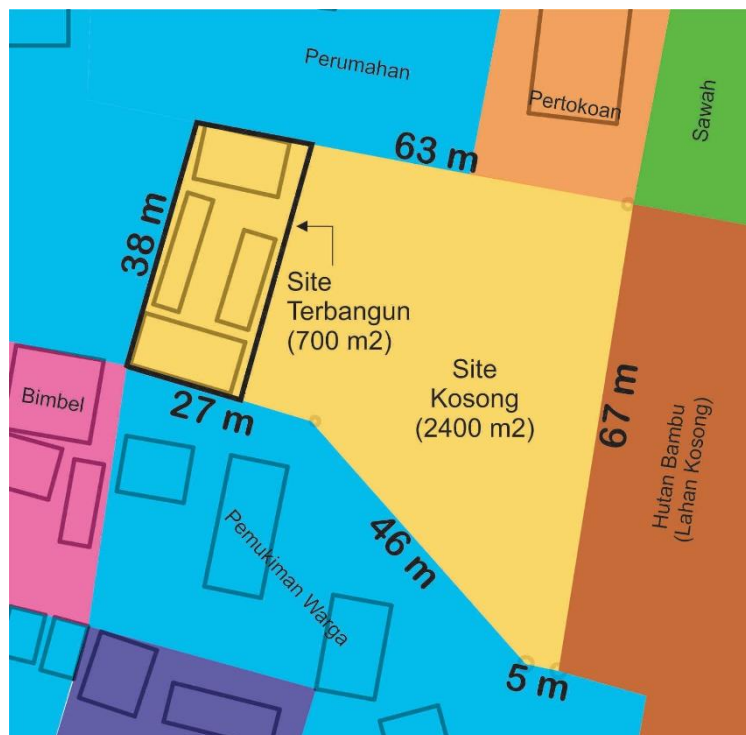 Perumahan
Pertokoan
Sawah
63 m
38 m
Site
Terbangun
(700 m2)
Site
Kosong
(2400 m2)
67 m
Hutan Bambu
(Lahan Kosong)
Bimbel
27 m
Pemukiman Warga
46 m
5 m